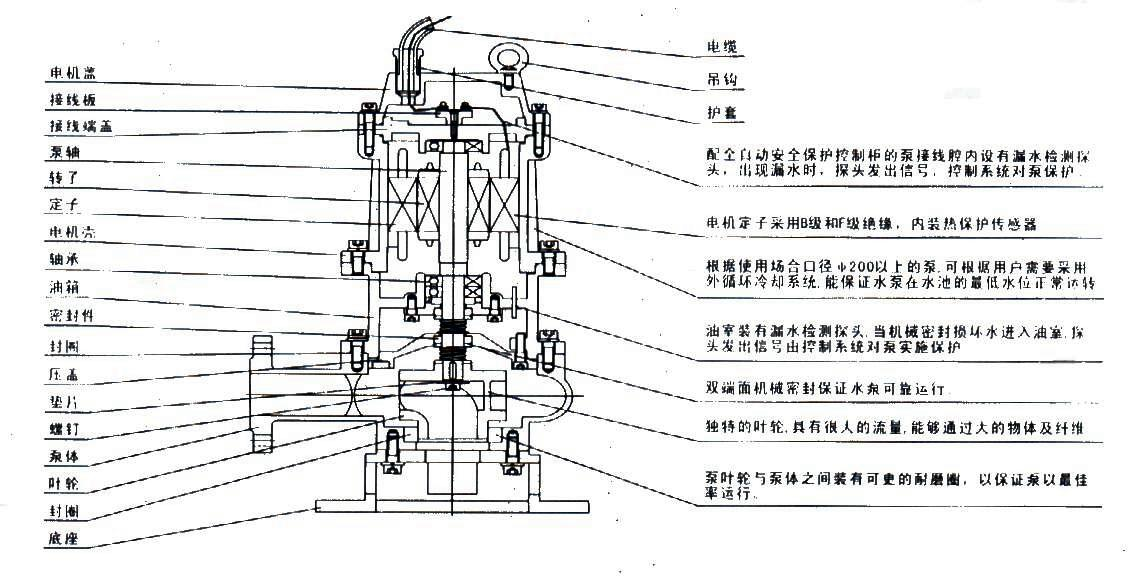 电机盖
接线板
接线端盖
泵轴
转了
定子
电机壳
轴承
油箱
密封件
封圈
压盖
垫片
螺钉
泵体
叶轮
封圈
底座
电缆
吊钩
护套
配全自动安全保护控制柜的泵接线腔内设有漏水检测探
头，出现漏水时，探头发出信号，控制系统对泵保护.
电机定子采用B级和F级绝缘，内装热保护传感器
根据使用场合口径φ200以上的泵,可根据用户需要采用
外循环冷却系统,能保证水泵在水池的最低水位正常运转
油室装有漏水检测探头,当机械密封损坏水进入油室,探
头发出信号由控制系统对泵实施保护
双端面机械密封保证水泵可靠运行.
独特的叶轮,具有很人的流量,能够通过大的物体及纤维
泵叶轮与泵体之间装有可更的耐磨圈，以保证泵以最佳
率运行。